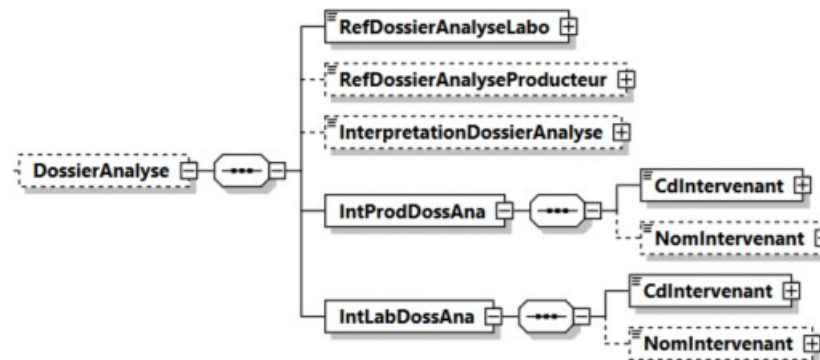 RefDossierAnalyseLabo
RefDossierAnalyseProducteur
InterpretationDossierAnalyse
DossierAnalyse
CdIntervenant
IntProdDossAna
NomIntervenant
CdIntervenant
IntLabDossAna
NomIntervenant